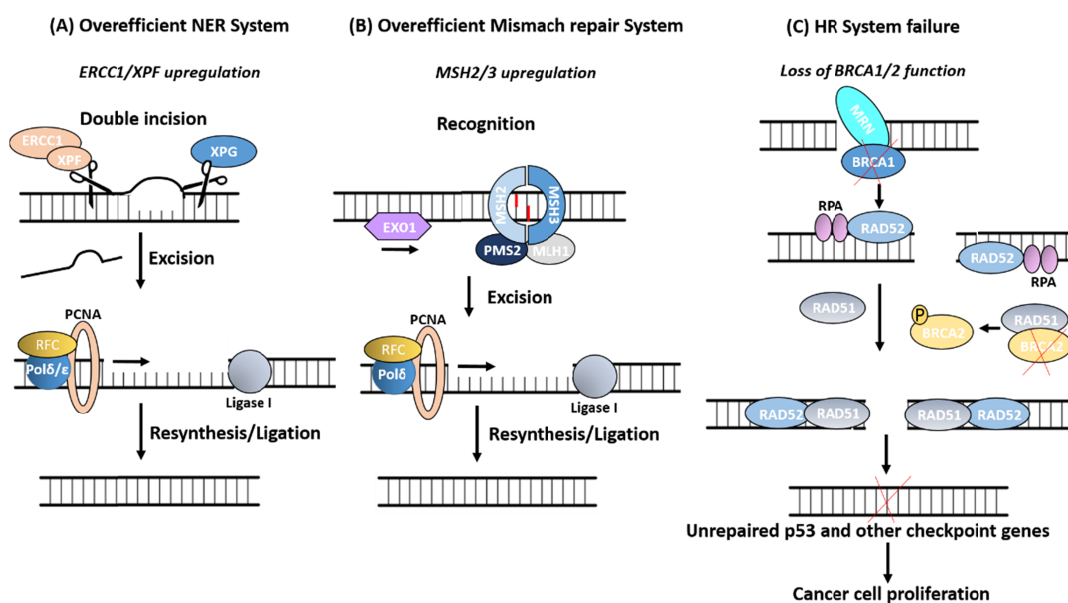 (A) Overefficient NER System
ERCC1/XPF upregulation
Double incision
ERCC1
XPF
XPG
Excision
PCNA
RFC
Polδ/ε
Ligase I
Resynthesis/Ligation
(B) Overefficient Mismach repair System
MSH2/3 upregulation
Recognition
MSH2
MSH3
EXO1
PMS2
MLH1
Excision
PCNA
RFC
Polδ
Ligase I
Resynthesis/Ligation
(C) HR System failure
Loss of BRCA1/2 function
MRN
BRCA1
RPA
RAD52
RAD52
RPA
RAD51
P
BRCA2
RAD51
BRCA2
RAD52
RAD51
RAD51
RAD52
Unrepaired p53 and other checkpoint genes
Cancer cell proliferation